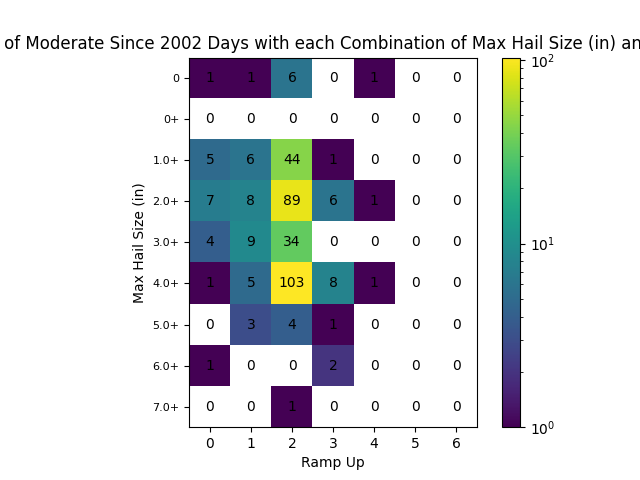 of Moderate Since 2002 Days with each Combination of Max Hail Size (in) an
0 1 1 6 0 1 0 0
0+ 0 0 0 0 0 0 0
1.0+ 5 6 44 1 0 0 0
2.0+ 7 8 89 6 1 0 0
3.0+ 4 9 34 0 0 0 0
4.0+ 1 5 103 8 1 0 0
5.0+ 0 3 4 1 0 0 0
6.0+ 1 0 0 2 0 0 0
7.0+ 0 0 1 0 0 0 0
0 1 2 3 4 5 6
Ramp Up
Max Hail Size (in)
10²
10¹
10⁰